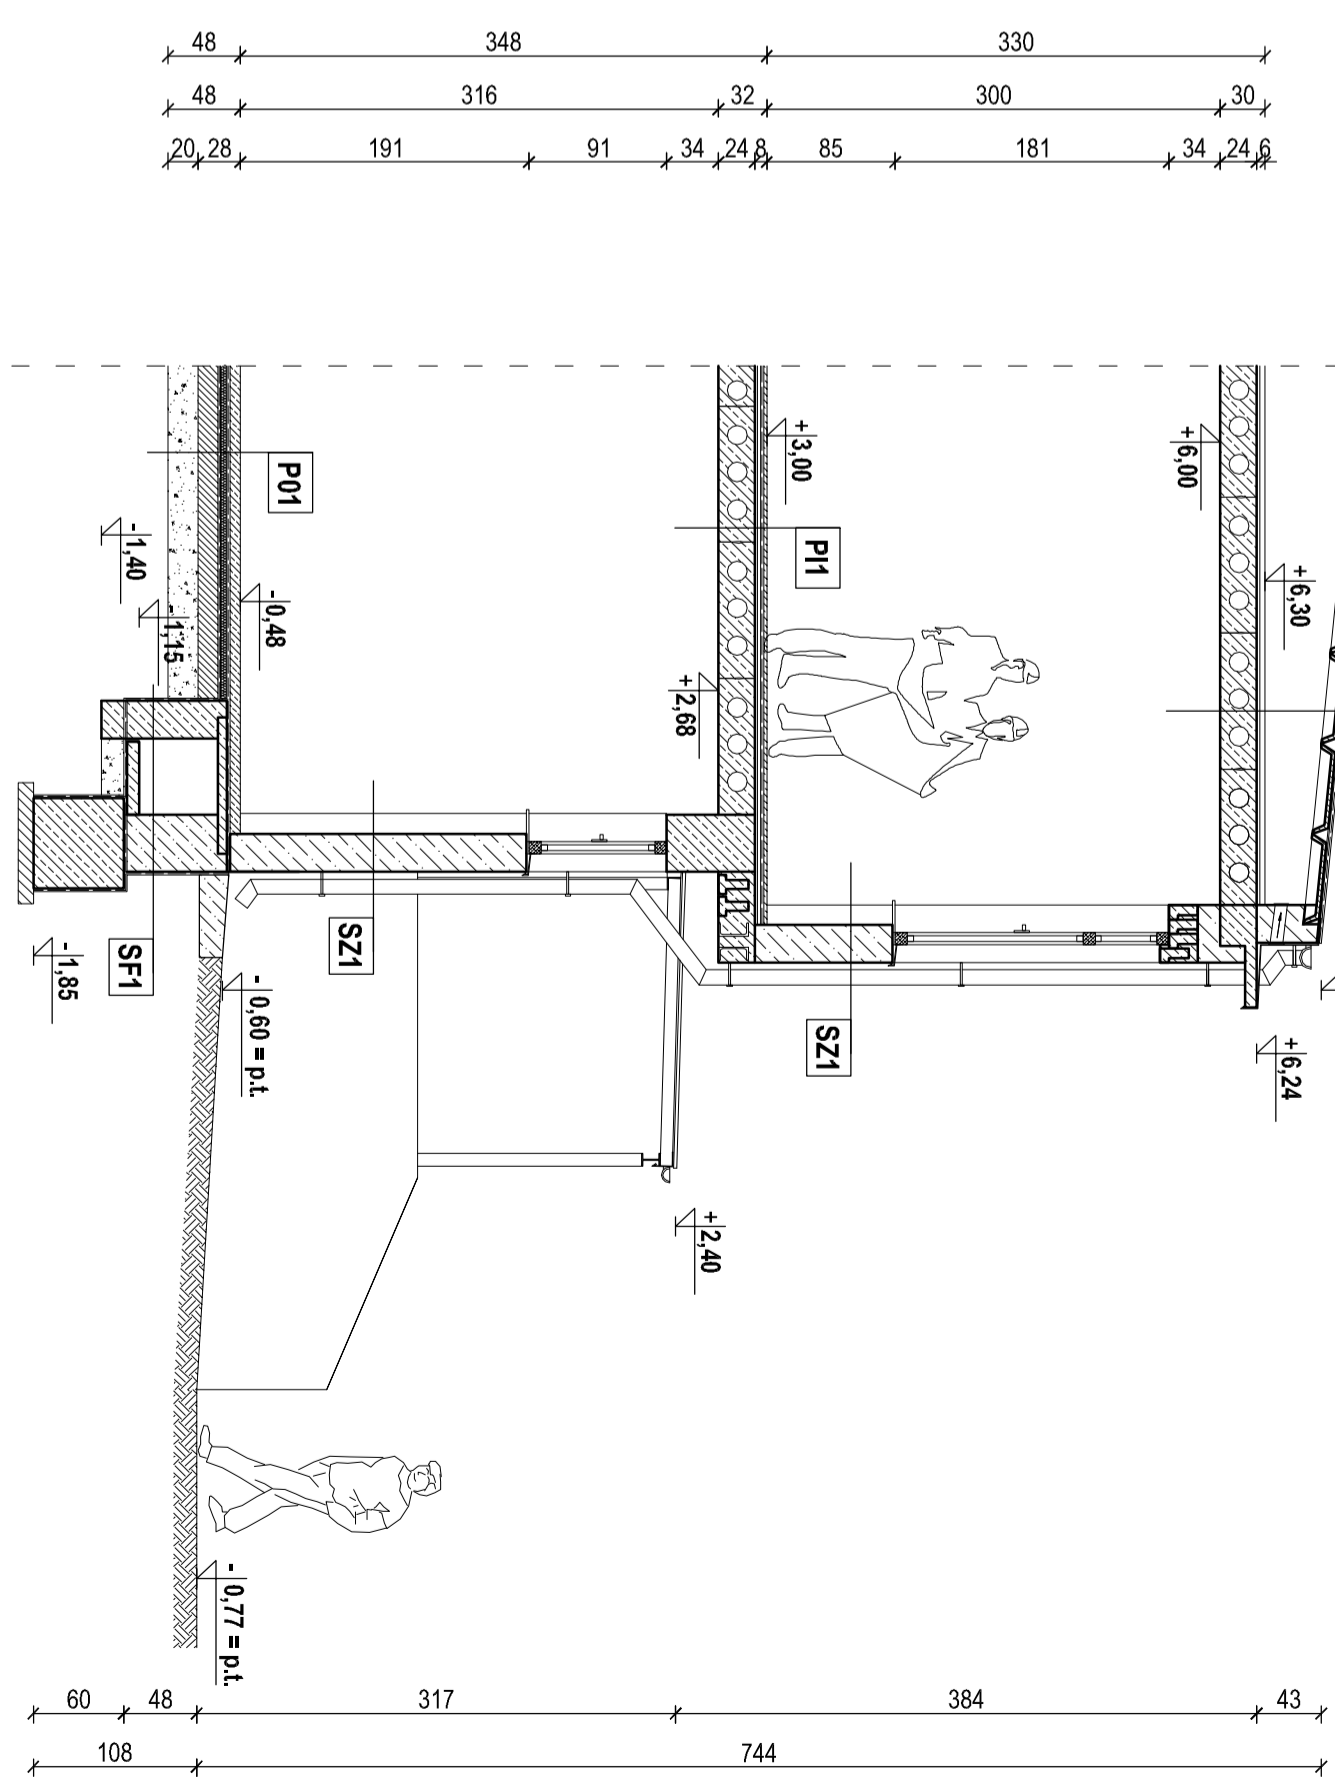 48 348 330
48 316 32 300 30
20 28 191 91 34 24 8 85 181 34 24 6
+ 3,00
+ 6,00
P01
PI1
- 1,40
- 1,15
- 0,48
+ 6,30
+ 2,68
SF1
SZ1
- 1,85
- 0,60 = p.t.
SZ1
+ 6,24
+ 2,40
- 0,77 = p.t.
60 48 317 384 43
108 744